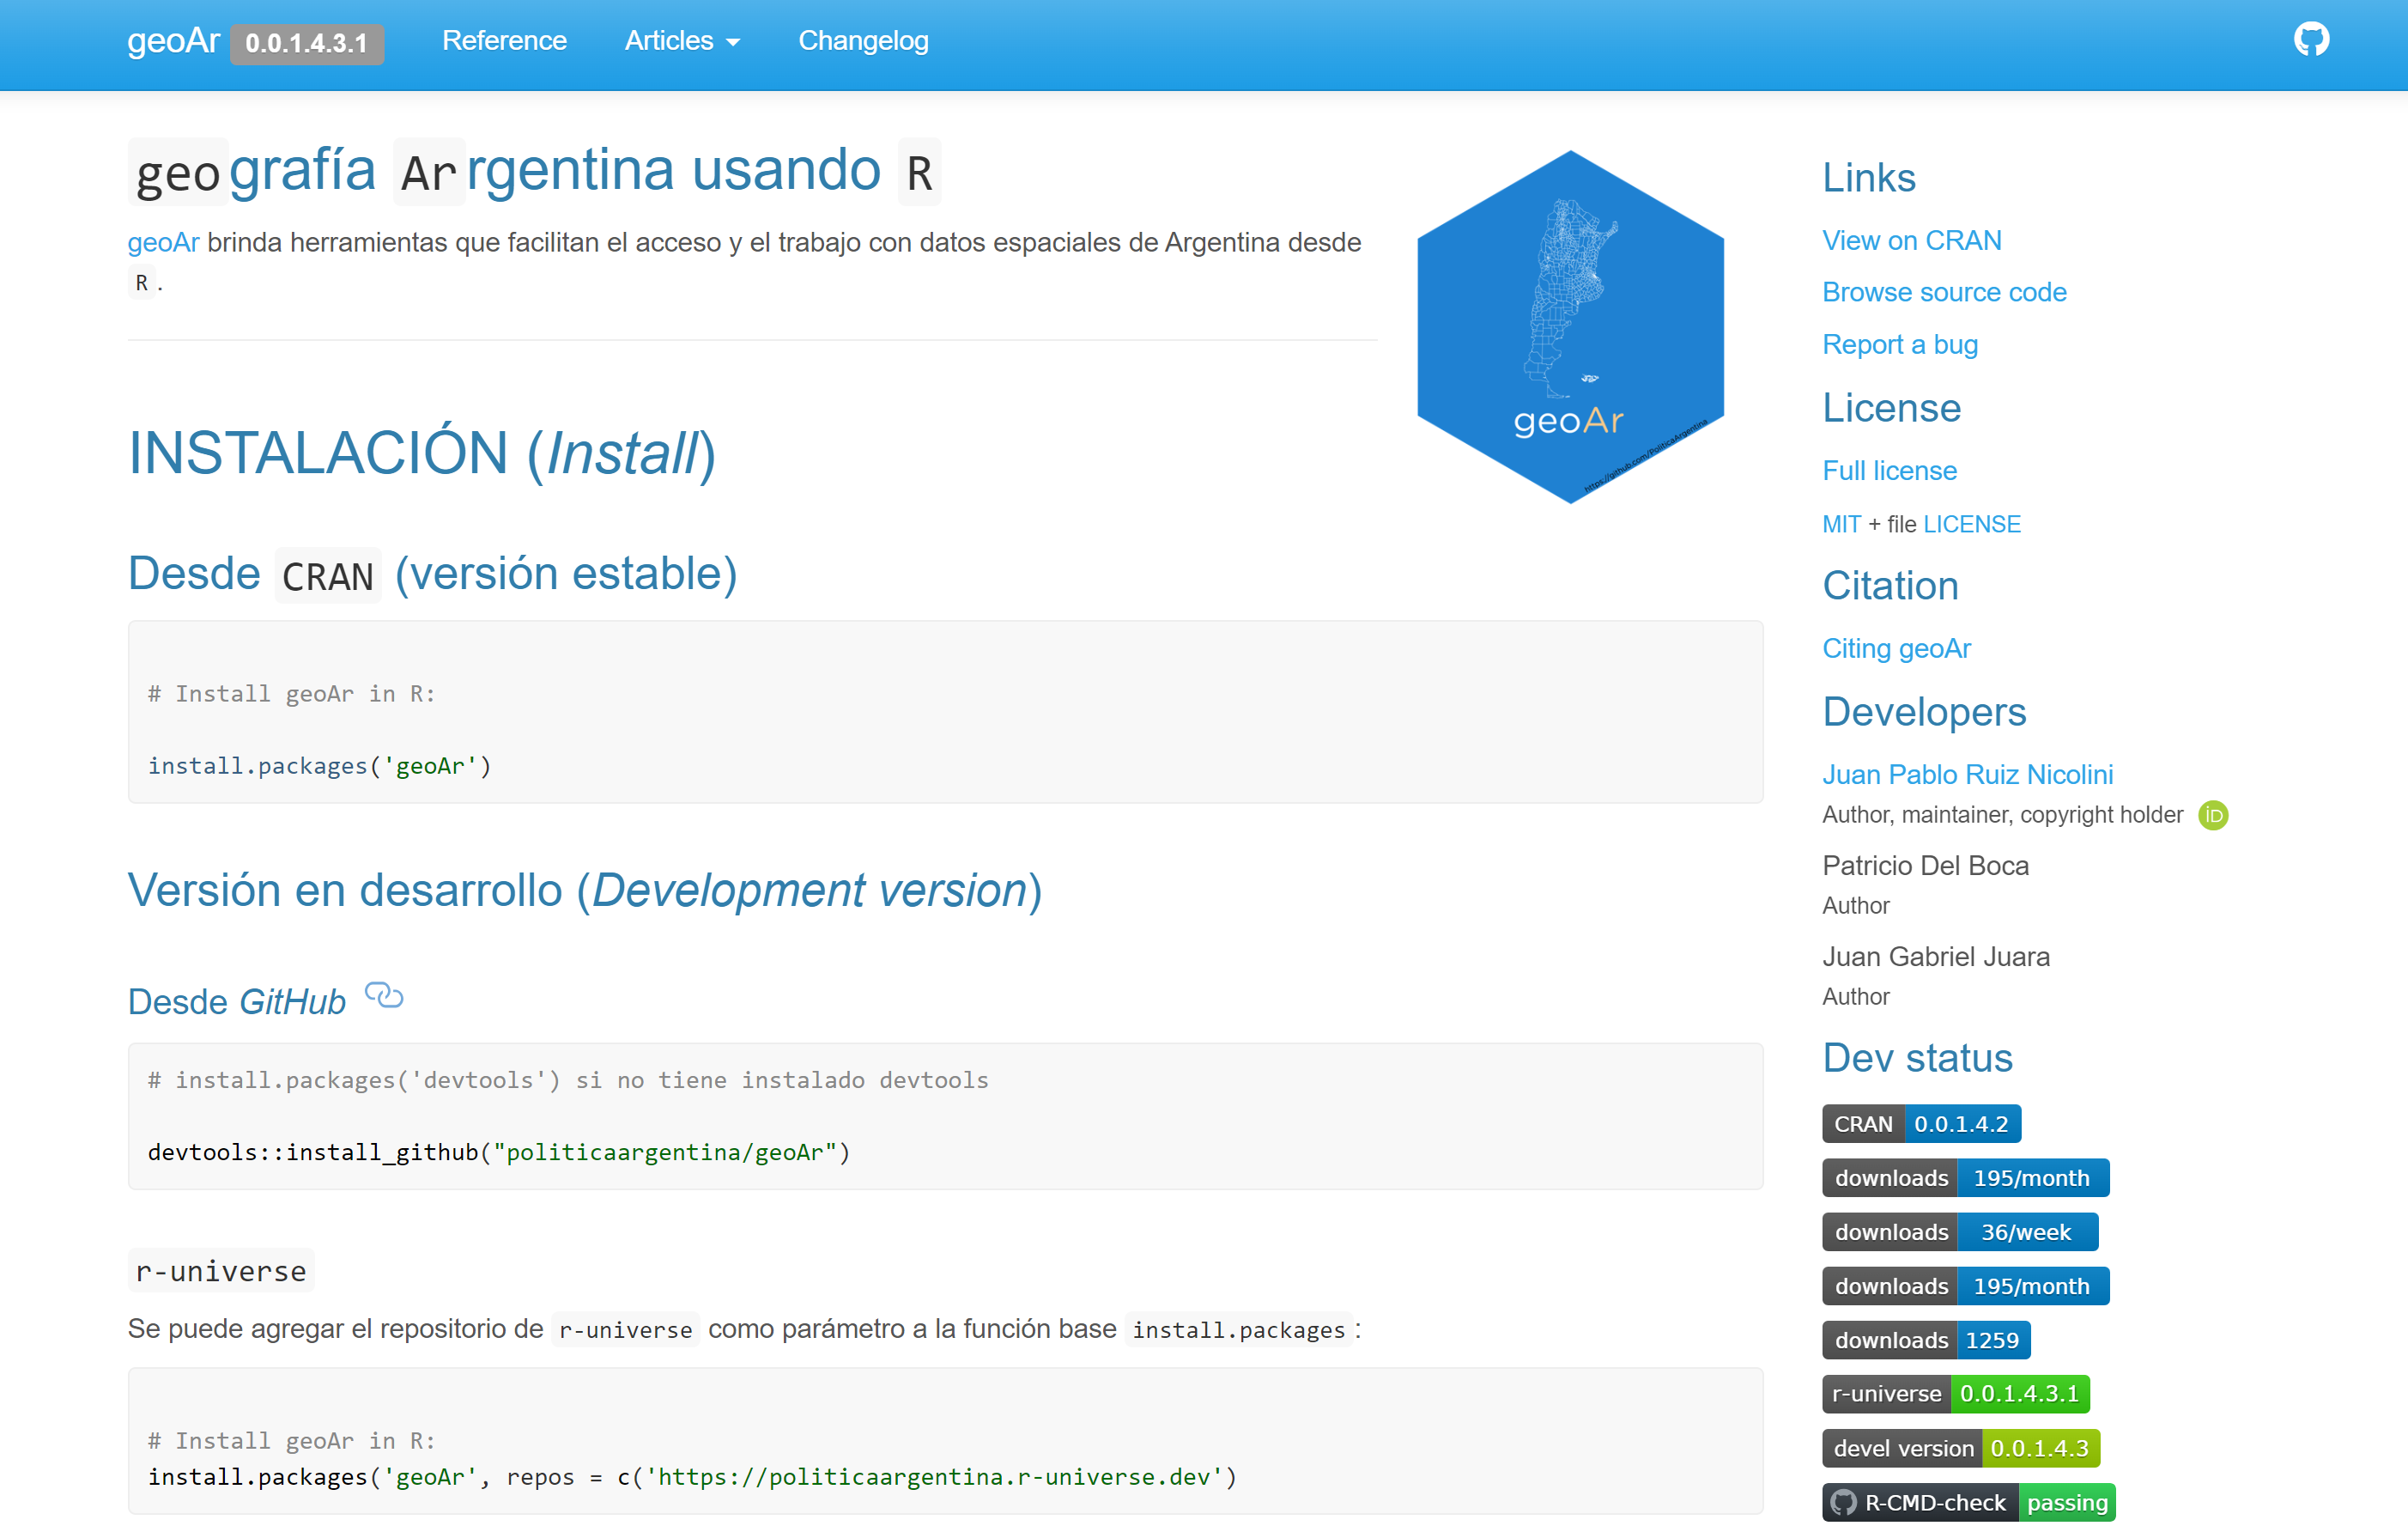 geoAr 0.0.1.4.3.1 Reference Articles Changelog
geografía Arrgentina usando R
geoAr brinda herramientas que facilitan el acceso y el trabajo con datos espaciales de Argentina desde
R.
geoAr
https://github.com/PoliticaArgentina
INSTALACIÓN (Install)
Desde CRAN (versión estable)
# Install geoAr in R:
install.packages('geoAr')
Versión en desarrollo (Development version)
Desde GitHub
# install.packages('devtools') si no tiene instalado devtools
devtools::install_github("politicaargentina/geoAr")
r-universe
Se puede agregar el repositorio de r-universe como parámetro a la función base install.packages:
# Install geoAr in R:
install.packages('geoAr', repos = c('https://politicaargentina.r-universe.dev')
Links
View on CRAN
Browse source code
Report a bug
License
Full license
MIT + file LICENSE
Citation
Citing geoAr
Developers
Juan Pablo Ruiz Nicolini
Author, maintainer, copyright holder iD
Patricio Del Boca
Author
Juan Gabriel Juara
Author
Dev status
CRAN 0.0.1.4.2
downloads 195/month
downloads 36/week
downloads 195/month
downloads 1259
r-universe 0.0.1.4.3.1
devel version 0.0.1.4.3
R-CMD-check passing